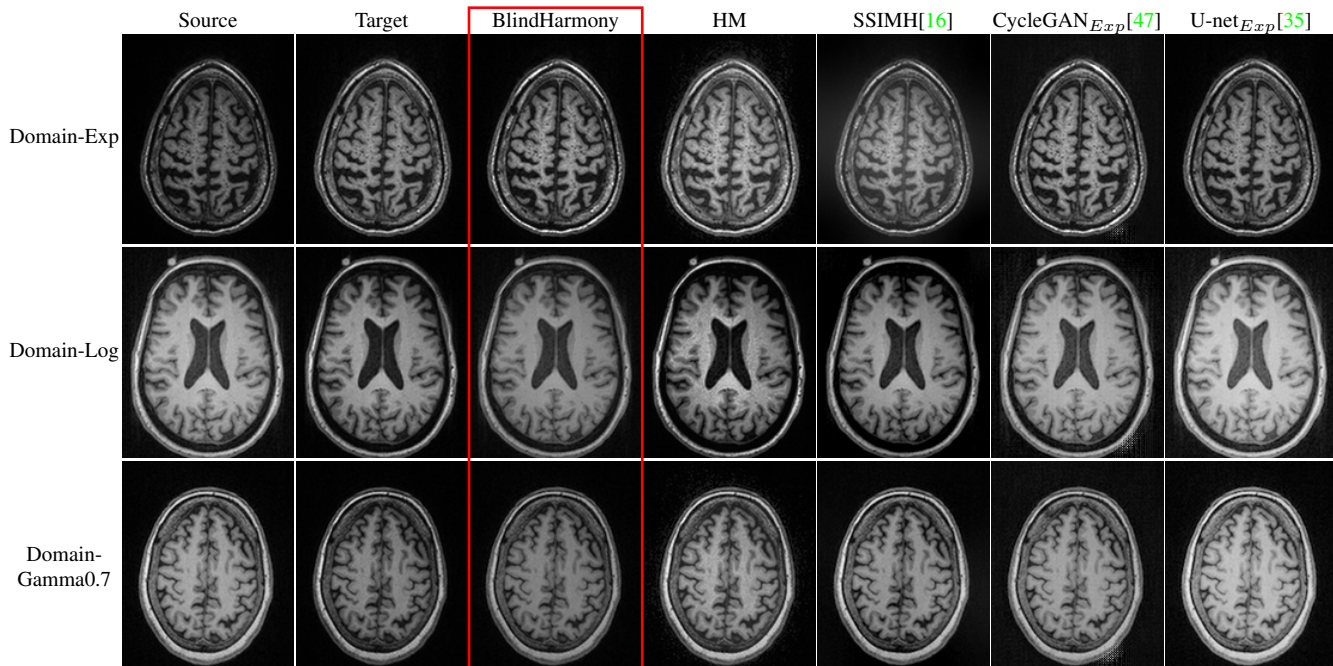 Source Target BlindHarmony HM SSIMH[16] CycleGAN_Exp[47] U-net_Exp[35]
Domain-Exp
Domain-Log
Domain-
Gamma0.7